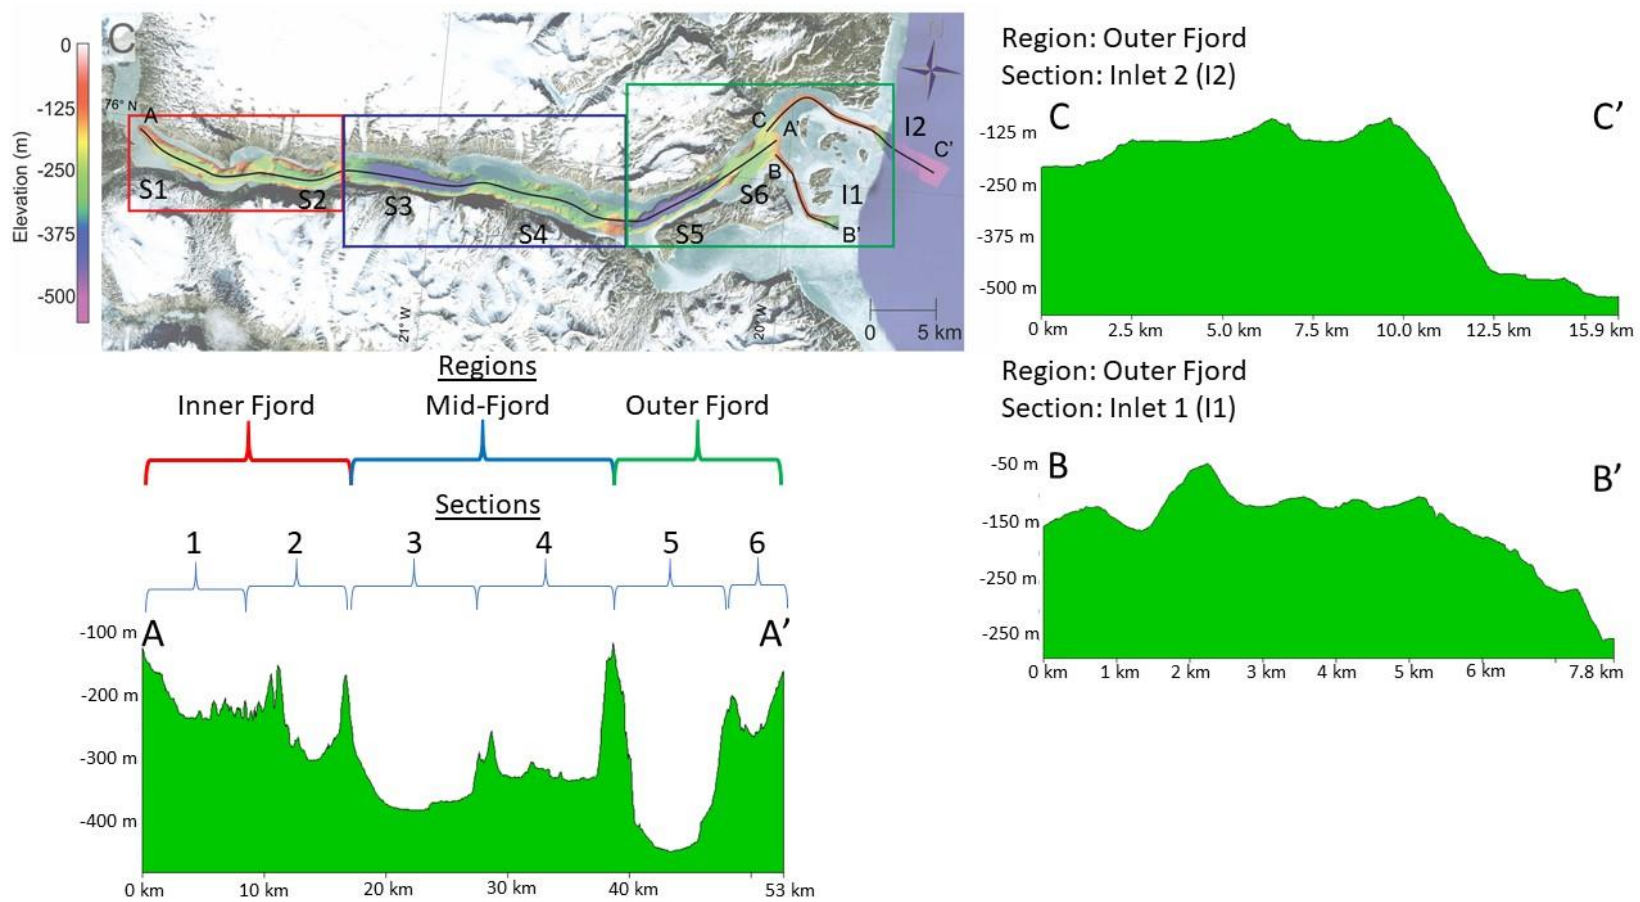 C
N
0
-125
-250
-375
-500
Elevation (m)
76° N
A
S1
S2
S3
S4
S5
S6
C
A'
B
I1
B'
I2
C'
21° W
20° W
0
5 km
Region: Outer Fjord
Section: Inlet 2 (I2)
C
C'
-125 m
-250 m
-375 m
-500 m
0 km
2.5 km
5.0 km
7.5 km
10.0 km
12.5 km
15.9 km
Regions
Inner Fjord
Mid-Fjord
Outer Fjord
Sections
1
2
3
4
5
6
A
A'
-100 m
-200 m
-300 m
-400 m
0 km
10 km
20 km
30 km
40 km
53 km
Region: Outer Fjord
Section: Inlet 1 (I1)
B
B'
-50 m
-150 m
-250 m
-250 m
0 km
1 km
2 km
3 km
4 km
5 km
6 km
7.8 km